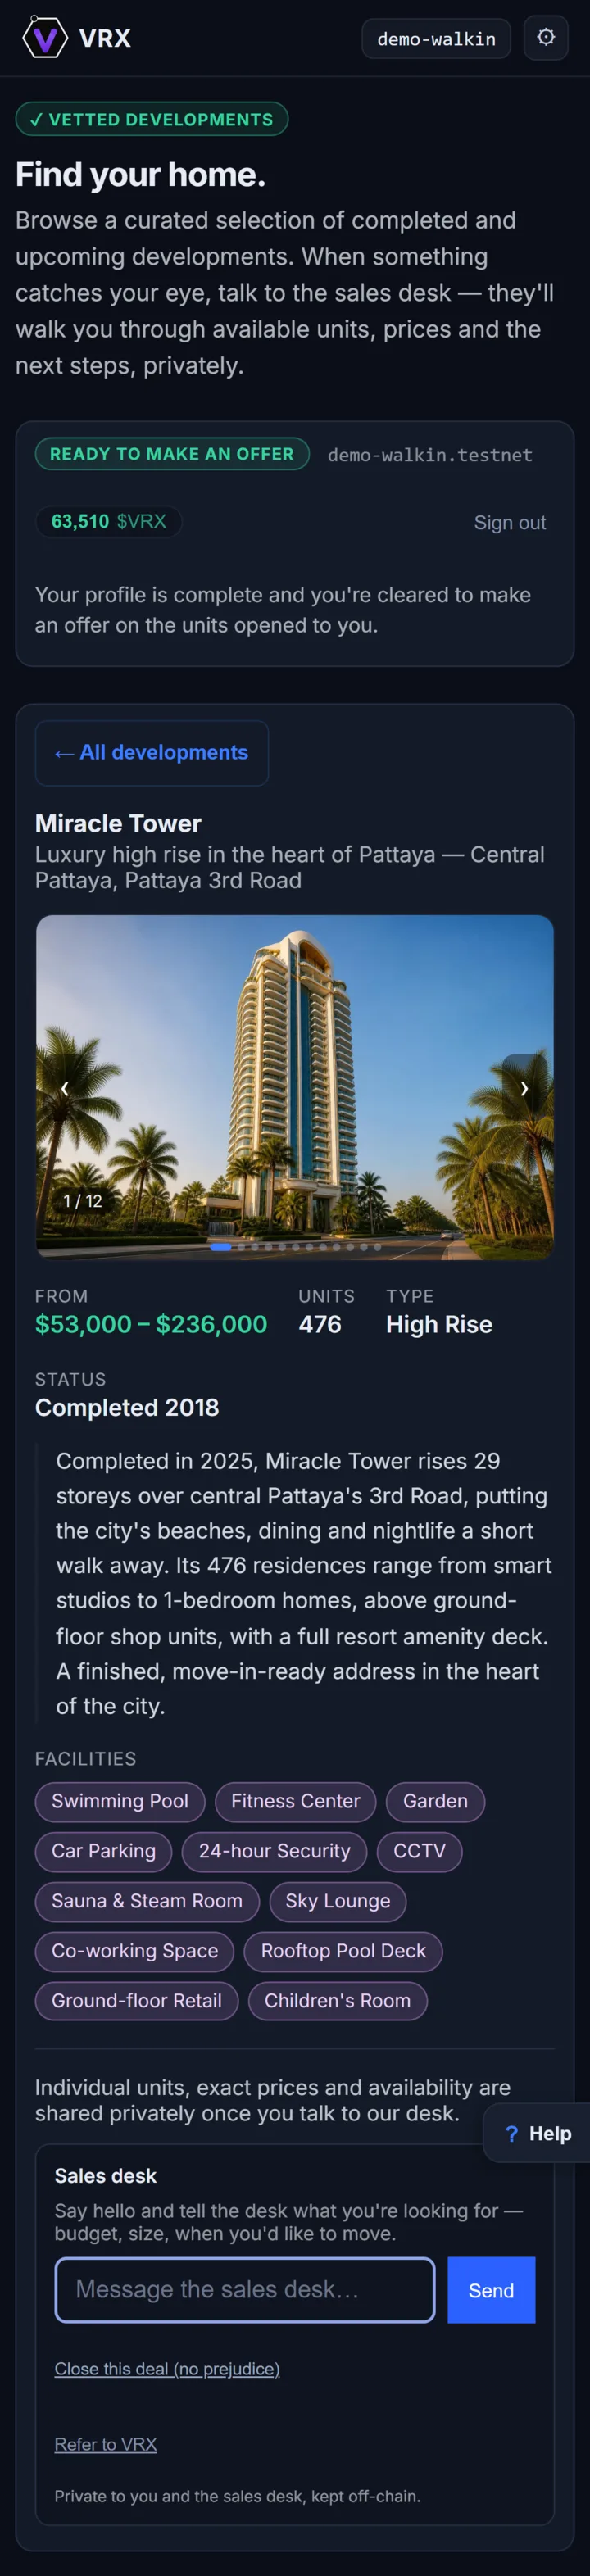 VRX
demo-walkin
✓ VETTED DEVELOPMENTS
Find your home.
Browse a curated selection of completed and
upcoming developments. When something
catches your eye, talk to the sales desk — they'll
walk you through available units, prices and the
next steps, privately.
READY TO MAKE AN OFFER
demo-walkin.testnet
63,510 $VRX
Sign out
Your profile is complete and you're cleared to make
an offer on the units opened to you.
← All developments
Miracle Tower
Luxury high rise in the heart of Pattaya — Central
Pattaya, Pattaya 3rd Road
1 / 12
FROM
$53,000 – $236,000
UNITS
476
TYPE
High Rise
STATUS
Completed 2018
Completed in 2025, Miracle Tower rises 29
storeys over central Pattaya's 3rd Road, putting
the city's beaches, dining and nightlife a short
walk away. Its 476 residences range from smart
studios to 1-bedroom homes, above ground-
floor shop units, with a full resort amenity deck.
A finished, move-in-ready address in the heart
of the city.
FACILITIES
Swimming Pool
Fitness Center
Garden
Car Parking
24-hour Security
CCTV
Sauna & Steam Room
Sky Lounge
Co-working Space
Rooftop Pool Deck
Ground-floor Retail
Children's Room
Individual units, exact prices and availability are
shared privately once you talk to our desk.
? Help
Sales desk
Say hello and tell the desk what you're looking for —
budget, size, when you'd like to move.
Message the sales desk…
Send
Close this deal (no prejudice)
Refer to VRX
Private to you and the sales desk, kept off-chain.